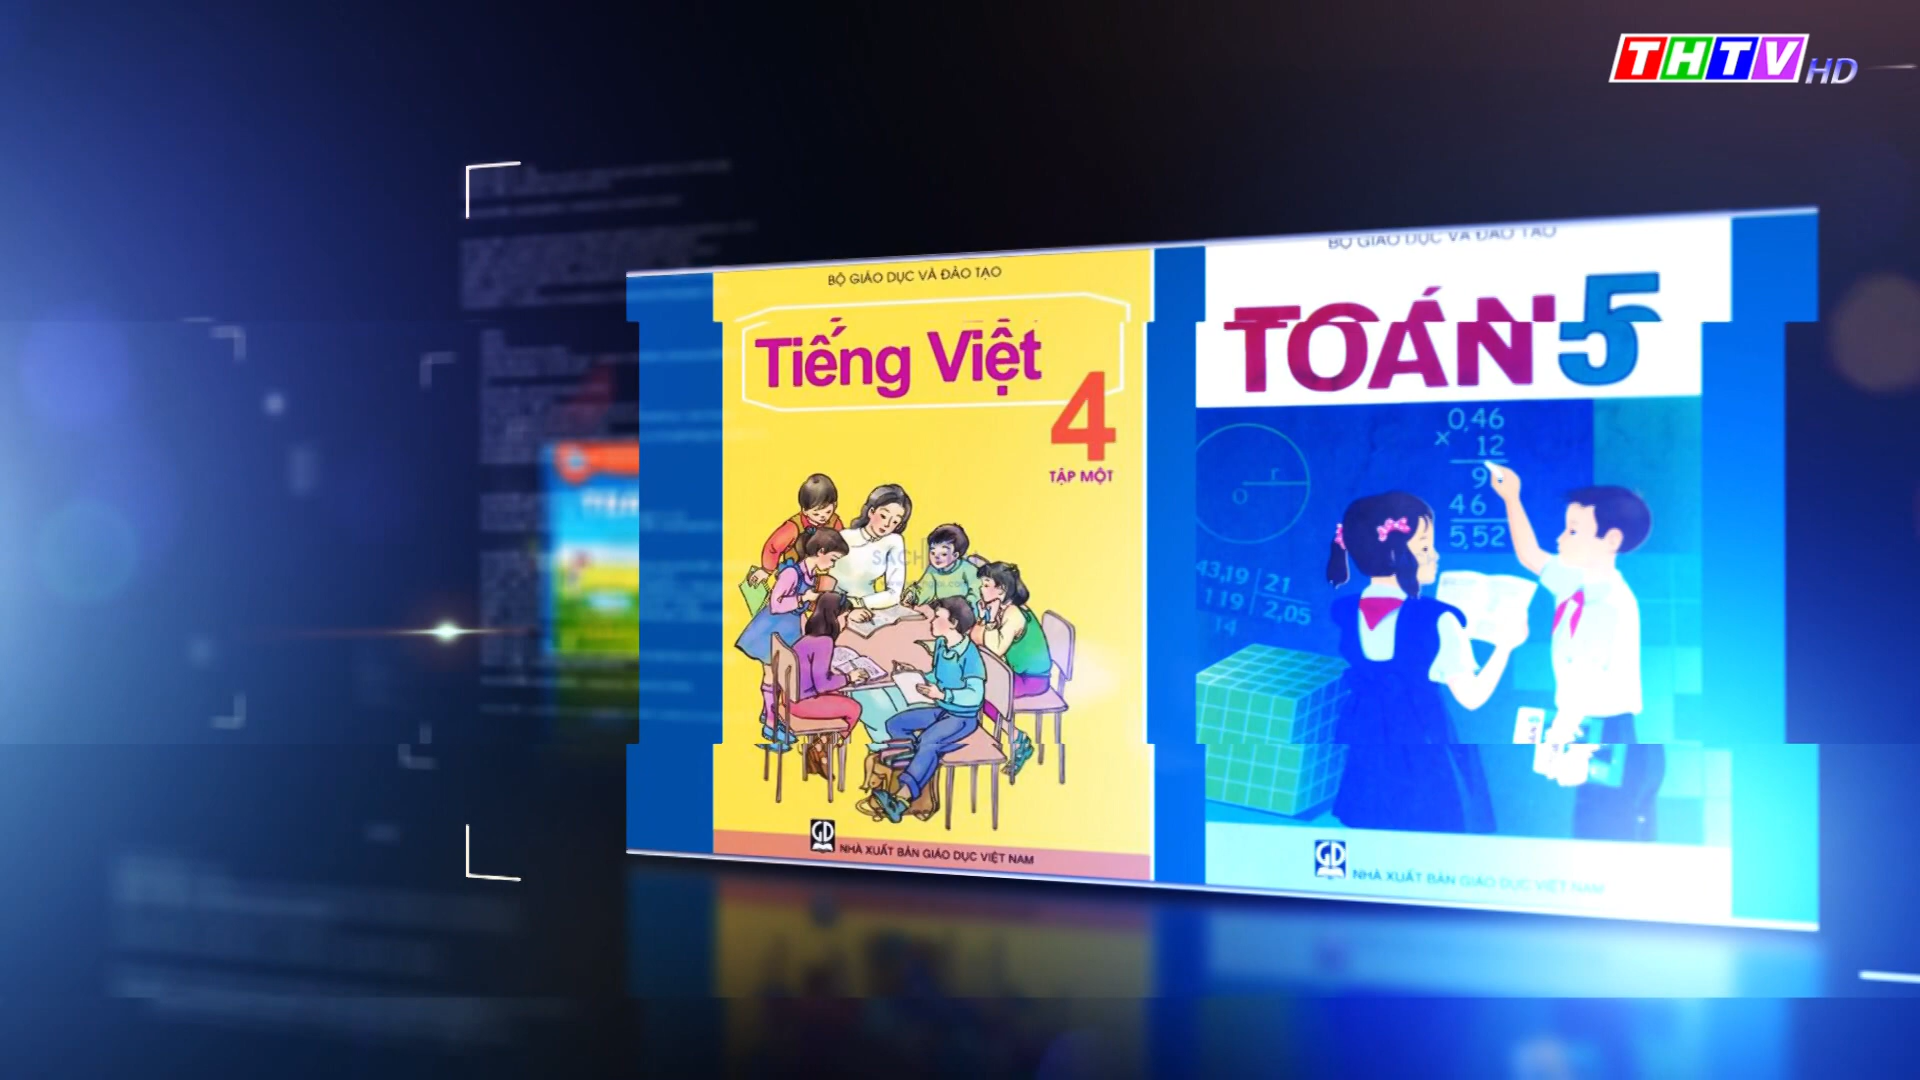 THTV HD
BỘ GIÁO DỤC VÀ ĐÀO TẠO
Tiếng Việt
4
TẬP MỘT
NHÀ XUẤT BẢN GIÁO DỤC VIỆT NAM
BỘ GIÁO DỤC VÀ ĐÀO TẠO
TOÁN 5
0,46
x 12
9
46
5,52
r
O
43,19 21
119 2,05
14
NHÀ XUẤT BẢN GIÁO DỤC VIỆT NAM